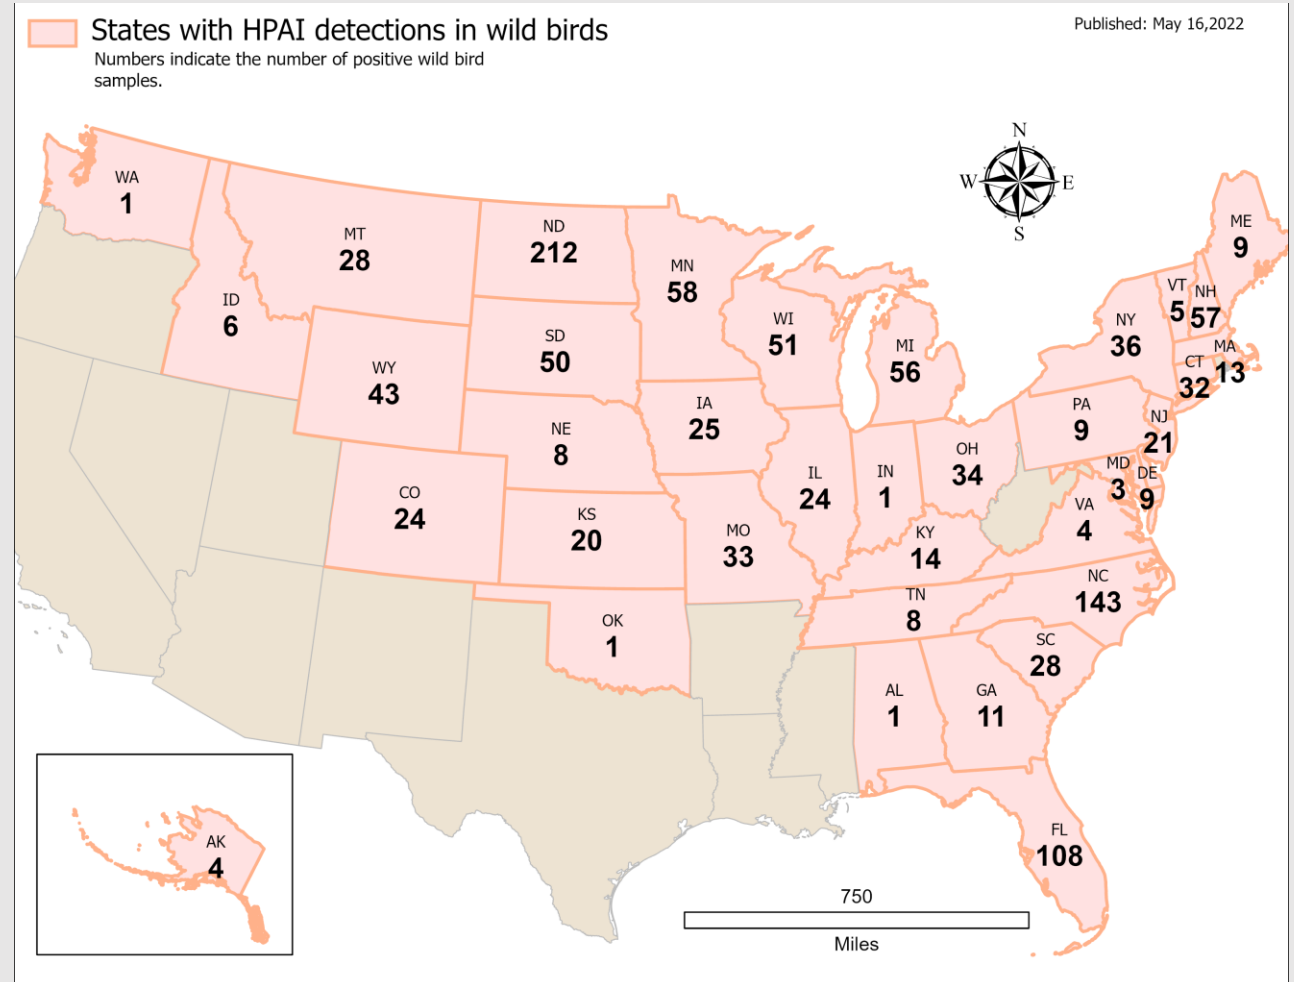 States with HPAI detections in wild birds
Numbers indicate the number of positive wild bird
samples.
Published: May 16,2022
N
W
E
S
WA
1
MT
28
ND
212
MN
58
ID
6
WY
43
SD
50
WI
51
MI
56
ME
9
VT
5
NH
57
NY
36
MA
13
CT
32
NE
8
IA
25
PA
9
NJ
21
CO
24
KS
20
MO
33
IL
24
IN
1
OH
34
MD
3
DE
9
VA
4
KY
14
TN
8
NC
143
OK
1
SC
28
AL
1
GA
11
FL
108
AK
4
750
Miles